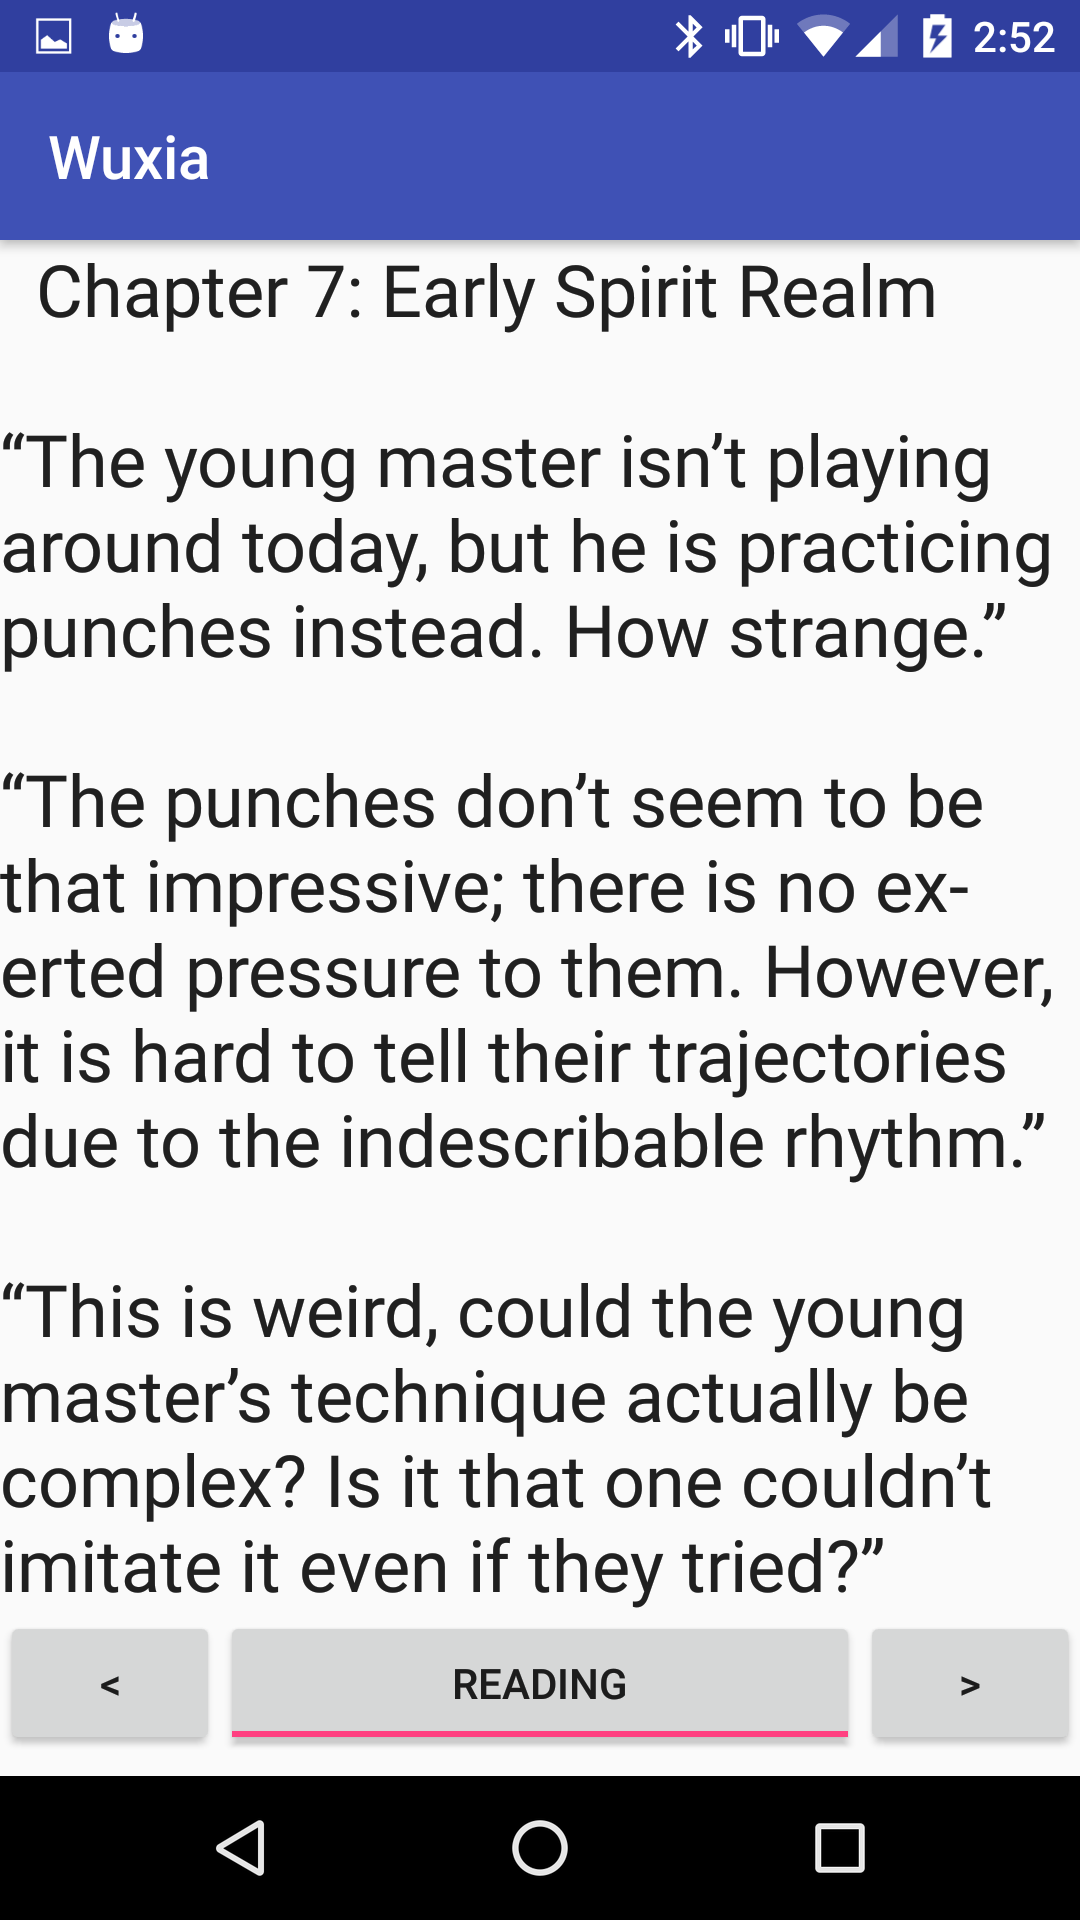 2:52
Wuxia
Chapter 7: Early Spirit Realm
“The young master isn’t playing
around today, but he is practicing
punches instead. How strange.”
“The punches don’t seem to be
that impressive; there is no ex-
erted pressure to them. However,
it is hard to tell their trajectories
due to the indescribable rhythm.”
“This is weird, could the young
master’s technique actually be
complex? Is it that one couldn’t
imitate it even if they tried?”
< READING >